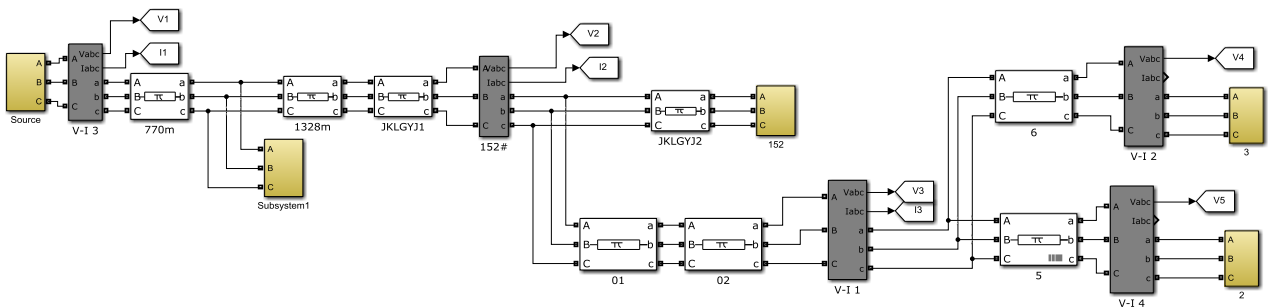 V1
I1
A Vabc
Iabc
B a
b
C c
A
B
C
Source
V-I 3
A a
B π b
C c
770m
A a
B π b
C c
1328m
A a
B π b
C c
JKLGYJ1
A
B
C
Subsystem1
V2
I2
A Vabc
Iabc
B a
b
C c
152#
A a
B π b
C c
JKLGYJ2
A
B
C
152
A a
B π b
C c
01
A a
B π b
C c
02
Vabc
A
Iabc
B a
b
C c
V-I 1
V3
I3
A a
B π b
C c
6
Vabc
A
Iabc
B a
b
C c
V-I 2
V4
A
B
C
3
A a
B π b
C c
5
Vabc
A
Iabc
B a
b
C c
V-I 4
V5
A
B
C
2